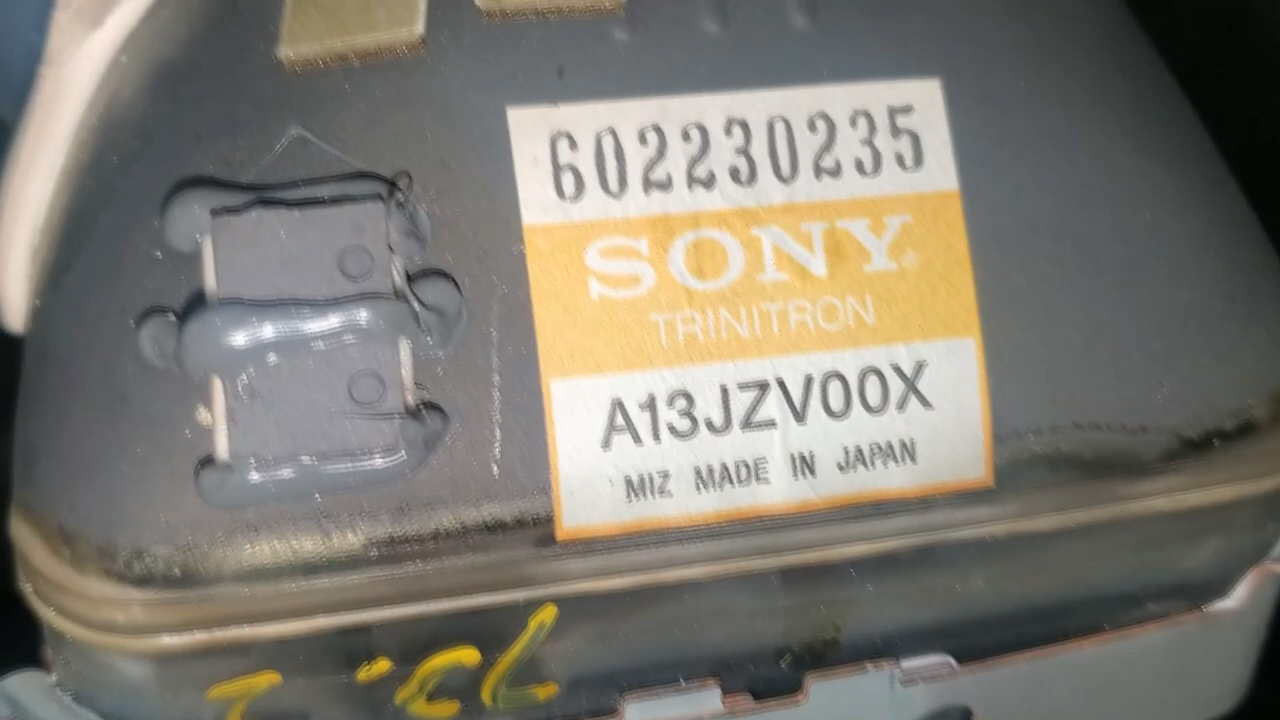 602230235
SONY
TRINITRON
A13JZV00X
MIZ MADE IN JAPAN